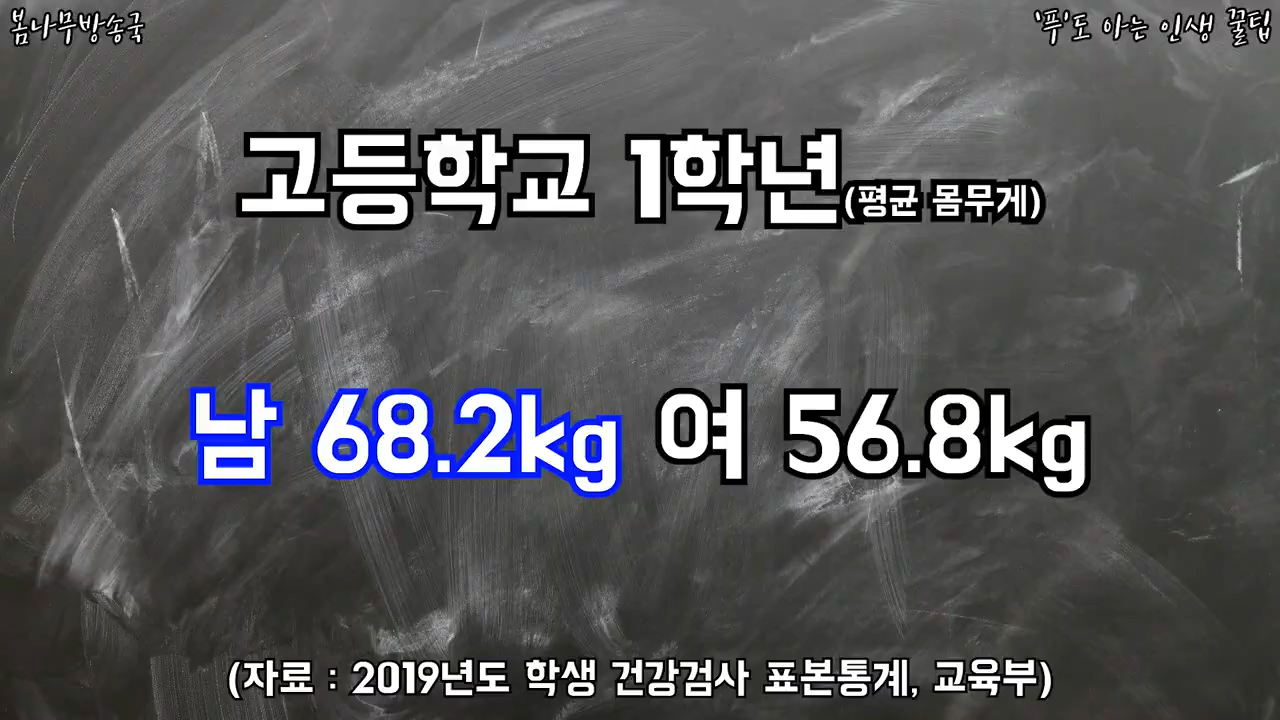 봄나무방송국
'푸'도 아는 인생 꿀팁
고등학교 1학년(평균 몸무게)
남 68.2kg 여 56.8kg
(자료 : 2019년도 학생 건강검사 표본통계, 교육부)